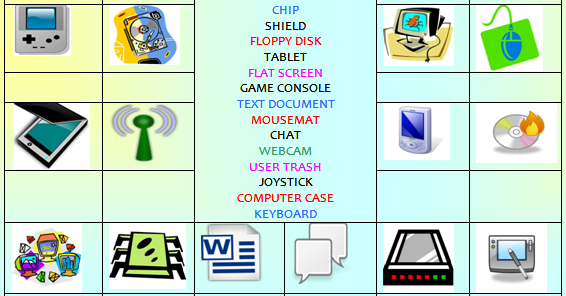 CHIP
SHIELD
FLOPPY DISK
TABLET
FLAT SCREEN
GAME CONSOLE
TEXT DOCUMENT
MOUSEMAT
CHAT
WEBCAM
USER TRASH
JOYSTICK
COMPUTER CASE
KEYBOARD
W